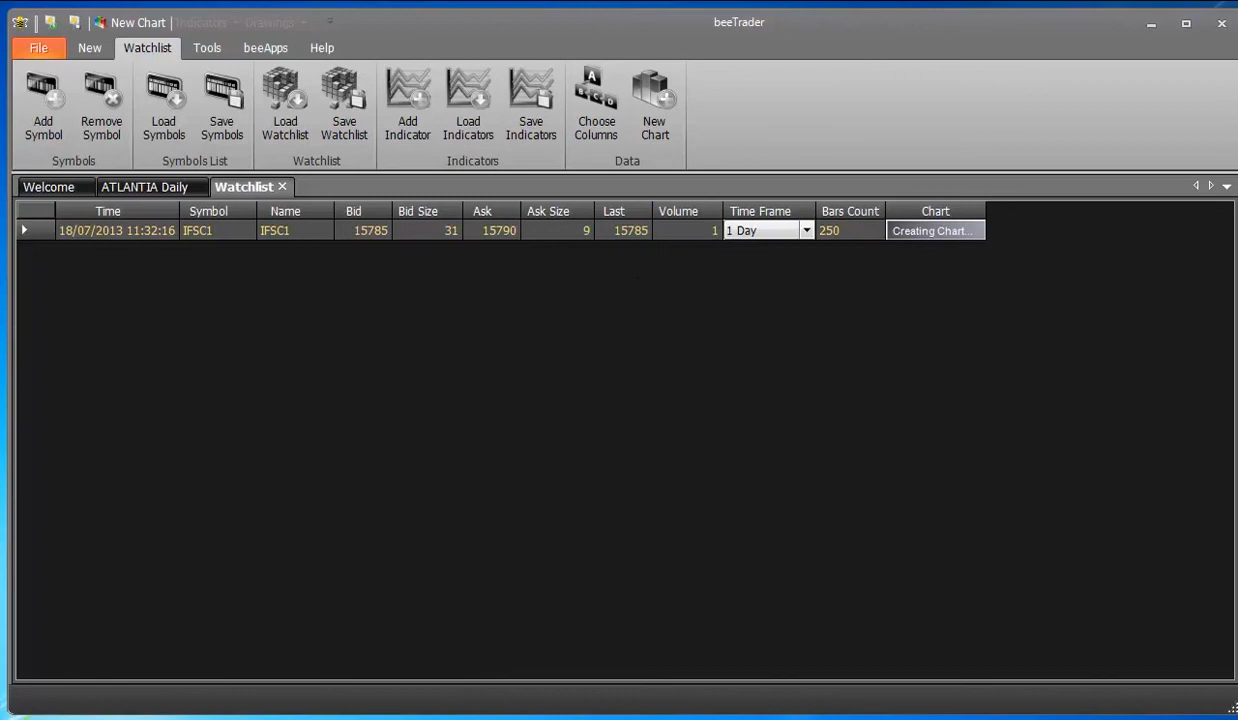 New Chart Indicators Drawings beeTrader
File New Watchlist Tools beeApps Help
Add Symbol Remove Symbol Load Symbols Save Symbols Load Watchlist Save Watchlist Add Indicator Load Indicators Save Indicators Choose Columns New Chart
Symbols Symbols List Watchlist Indicators Data
Welcome ATLANTIA Daily Watchlist
Time Symbol Name Bid Bid Size Ask Ask Size Last Volume Time Frame Bars Count Chart
18/07/2013 11:32:16 IFSC1 IFSC1 15785 31 15790 9 15785 1 1 Day 250 Creating Chart...